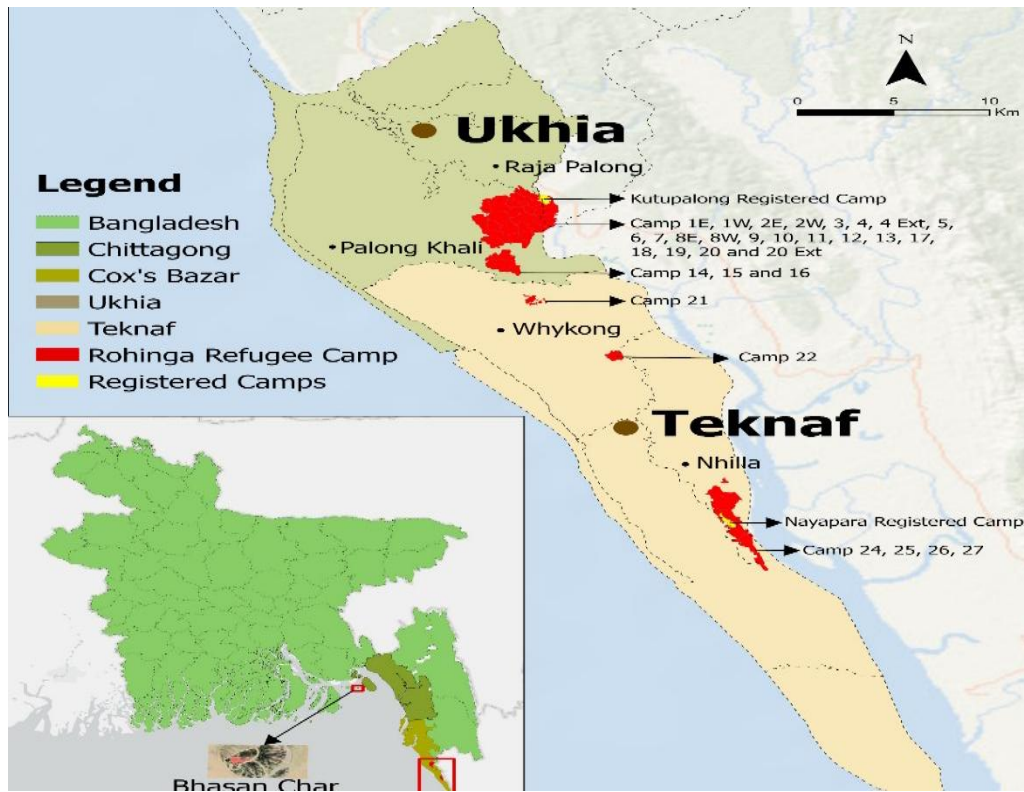 N
0 5 10
Km
Ukhia
Raja Palong
Legend
Bangladesh
Chittagong
Cox's Bazar
Ukhia
Teknaf
Rohinga Refugee Camp
Registered Camps
Kutupalong Registered Camp
Camp 1E, 1W, 2E, 2W, 3, 4, 4 Ext, 5,
6, 7, 8E, 8W, 9, 10, 11, 12, 13, 17,
18, 19, 20 and 20 Ext
Palong Khali
Camp 14, 15 and 16
Camp 21
Whykong
Camp 22
Teknaf
Nhilla
Nayapara Registered Camp
Camp 24, 25, 26, 27
Bhasan Char